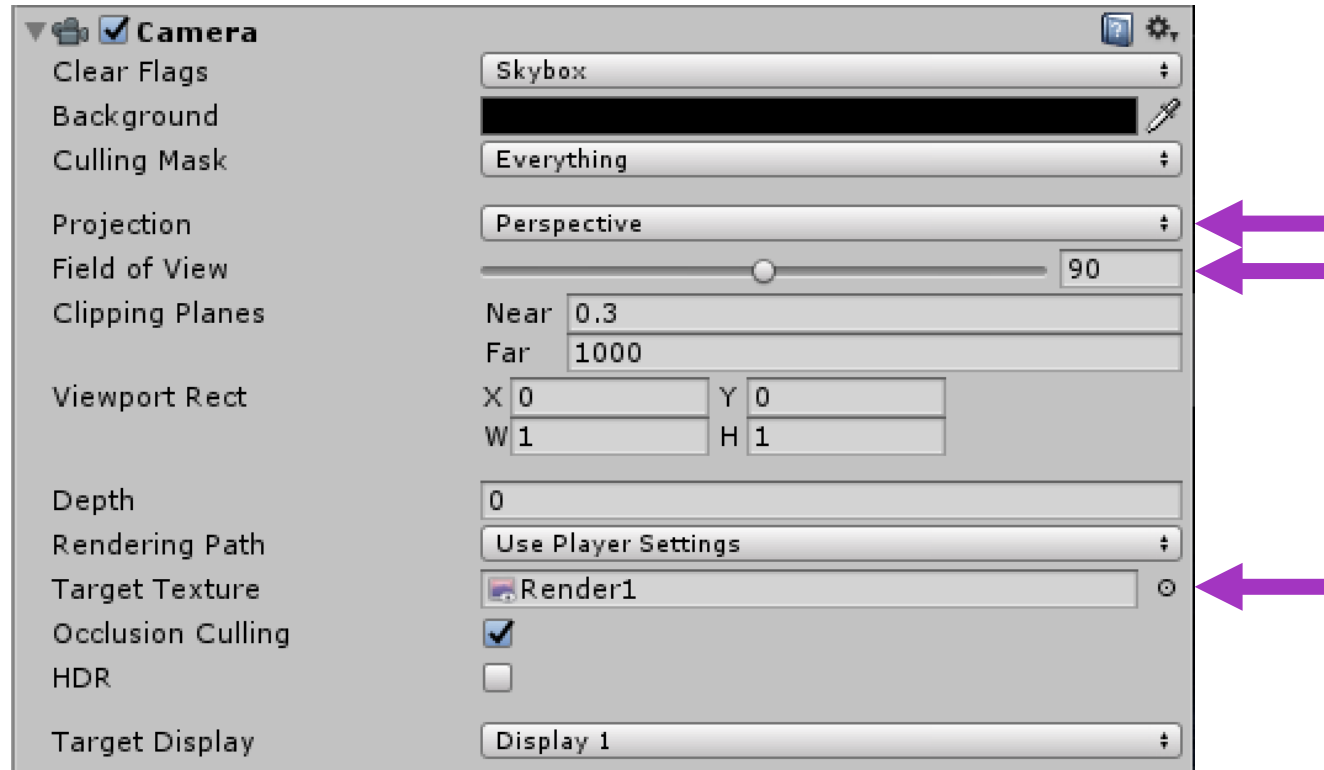 Camera
Clear Flags Skybox
Background
Culling Mask Everything
Projection Perspective
Field of View 90
Clipping Planes Near 0.3
Far 1000
Viewport Rect X 0 Y 0
W 1 H 1
Depth 0
Rendering Path Use Player Settings
Target Texture Render1
Occlusion Culling
HDR
Target Display Display 1